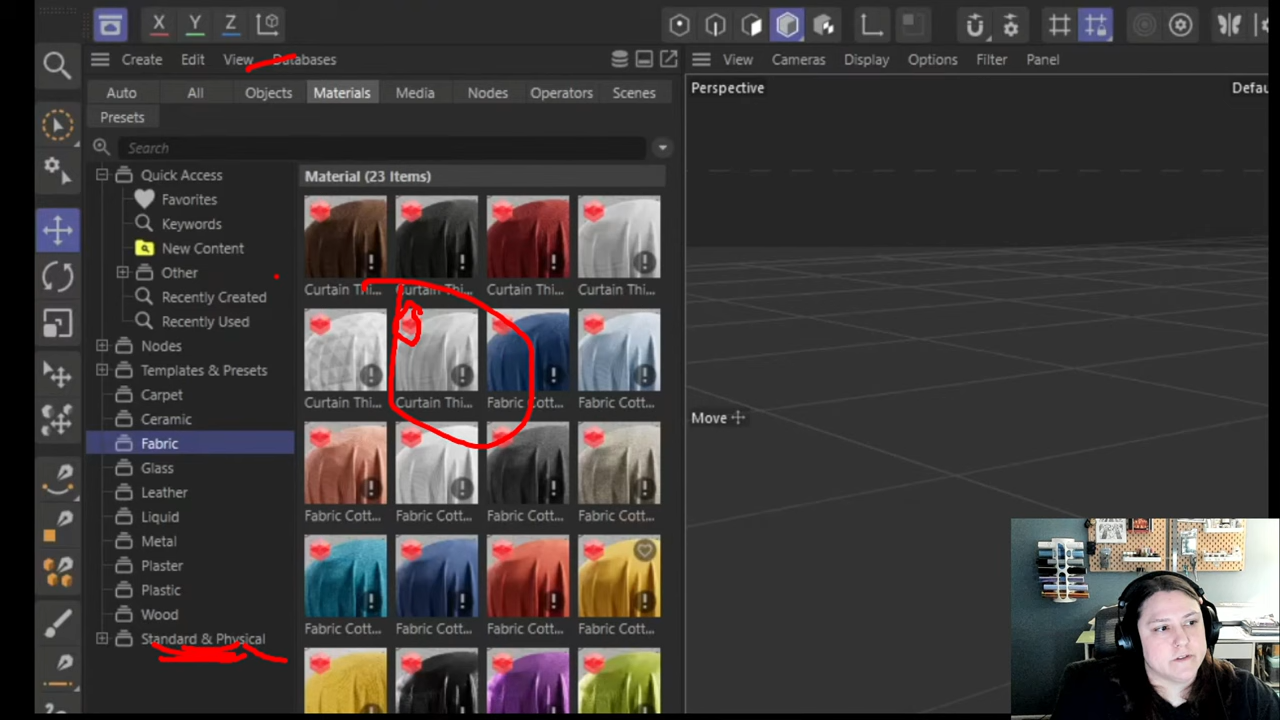 X Y Z
Create Edit View Databases
View Cameras Display Options Filter Panel
Auto All Objects Materials Media Nodes Operators Scenes
Presets
Perspective
Defau
Search
Quick Access
Favorites
Keywords
New Content
Other
Recently Created
Recently Used
Nodes
Templates & Presets
Carpet
Ceramic
Fabric
Glass
Leather
Liquid
Metal
Plaster
Plastic
Wood
Standard & Physical
Material (23 Items)
Curtain Thi... Curtain Thi... Curtain Thi... Curtain Thi...
Curtain Thi... Curtain Thi... Fabric Cott... Fabric Cott...
Fabric Cott... Fabric Cott... Fabric Cott... Fabric Cott...
Fabric Cott... Fabric Cott... Fabric Cott... Fabric Cott...
Move